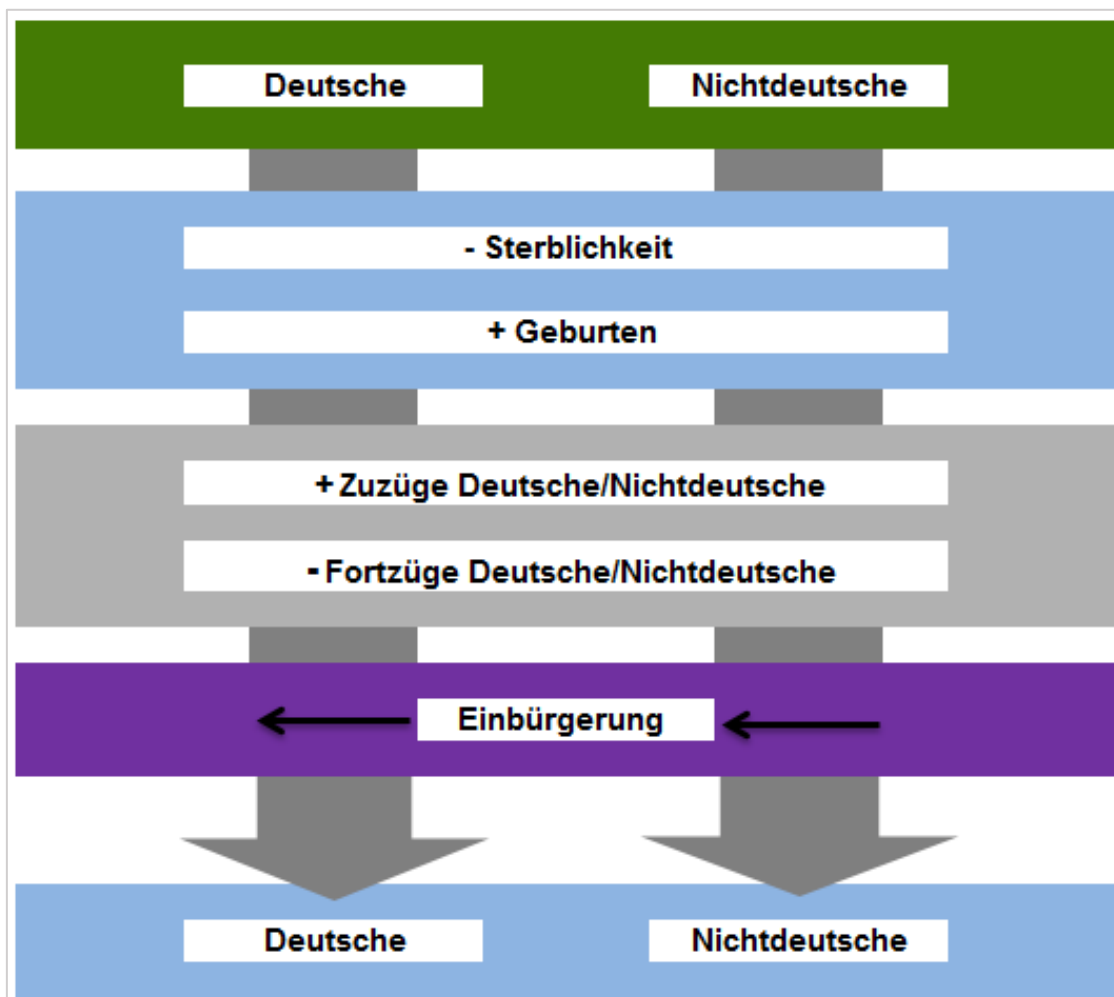 Deutsche
Nichtdeutsche
- Sterblichkeit
+ Geburten
+ Zuzüge Deutsche/Nichtdeutsche
- Fortzüge Deutsche/Nichtdeutsche
Einbürgerung
Deutsche
Nichtdeutsche